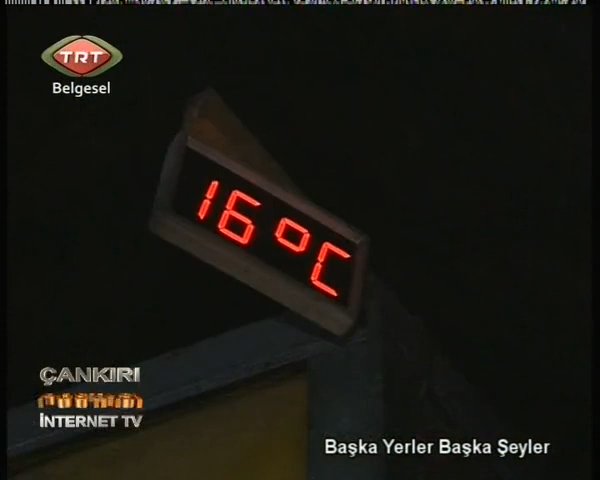 TRT
Belgesel
16°C
ÇANKIRI
İNTERNET TV
Başka Yerler Başka Şeyler